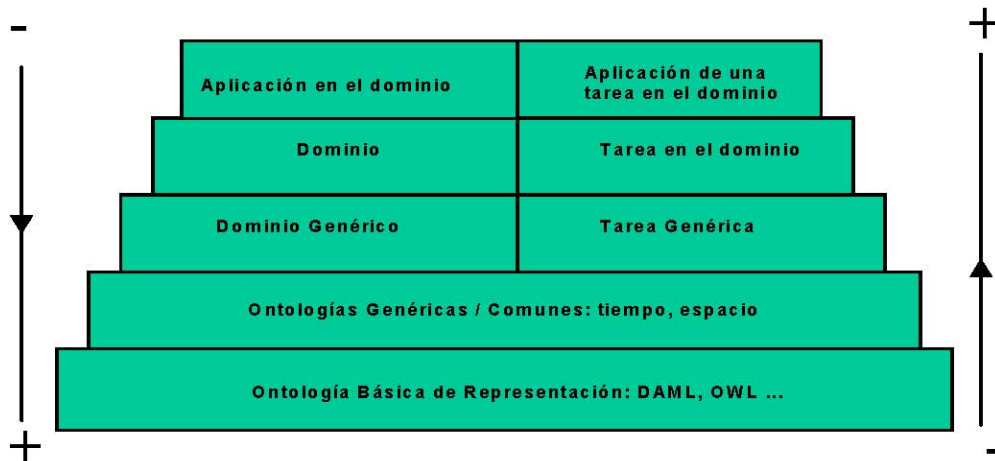 -
+
Aplicación en el dominio
Aplicación de una
tarea en el dominio
Dominio
Tarea en el dominio
Dominio Genérico
Tarea Genérica
Ontologías Genéricas / Comunes: tiempo, espacio
Ontología Básica de Representación: DAML, OWL ...
+
-